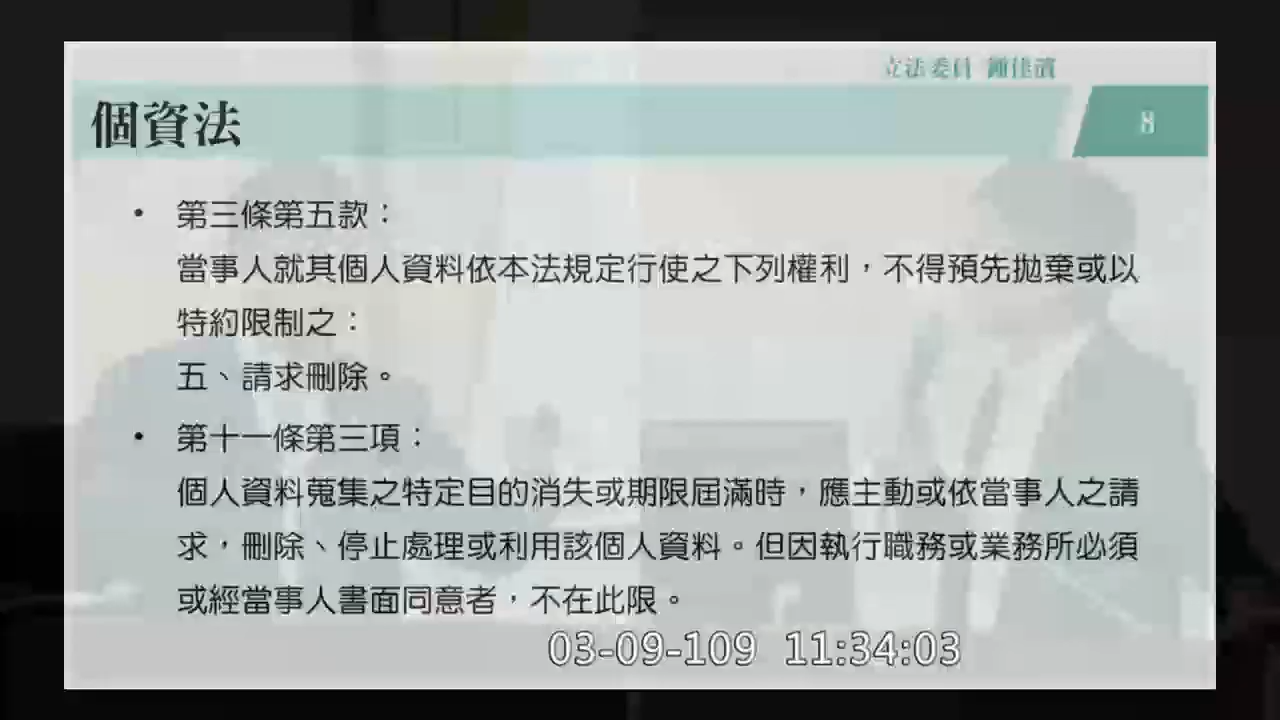 立法委員 鍾佳濱
個資法
8
• 第三條第五款：
當事人就其個人資料依本法規定行使之下列權利，不得預先拋棄或以
特約限制之：
五、請求刪除。
• 第十一條第三項：
個人資料蒐集之特定目的消失或期限屆滿時，應主動或依當事人之請
求，刪除、停止處理或利用該個人資料。但因執行職務或業務所必須
或經當事人書面同意者，不在此限。
03-09-109 11:34:03